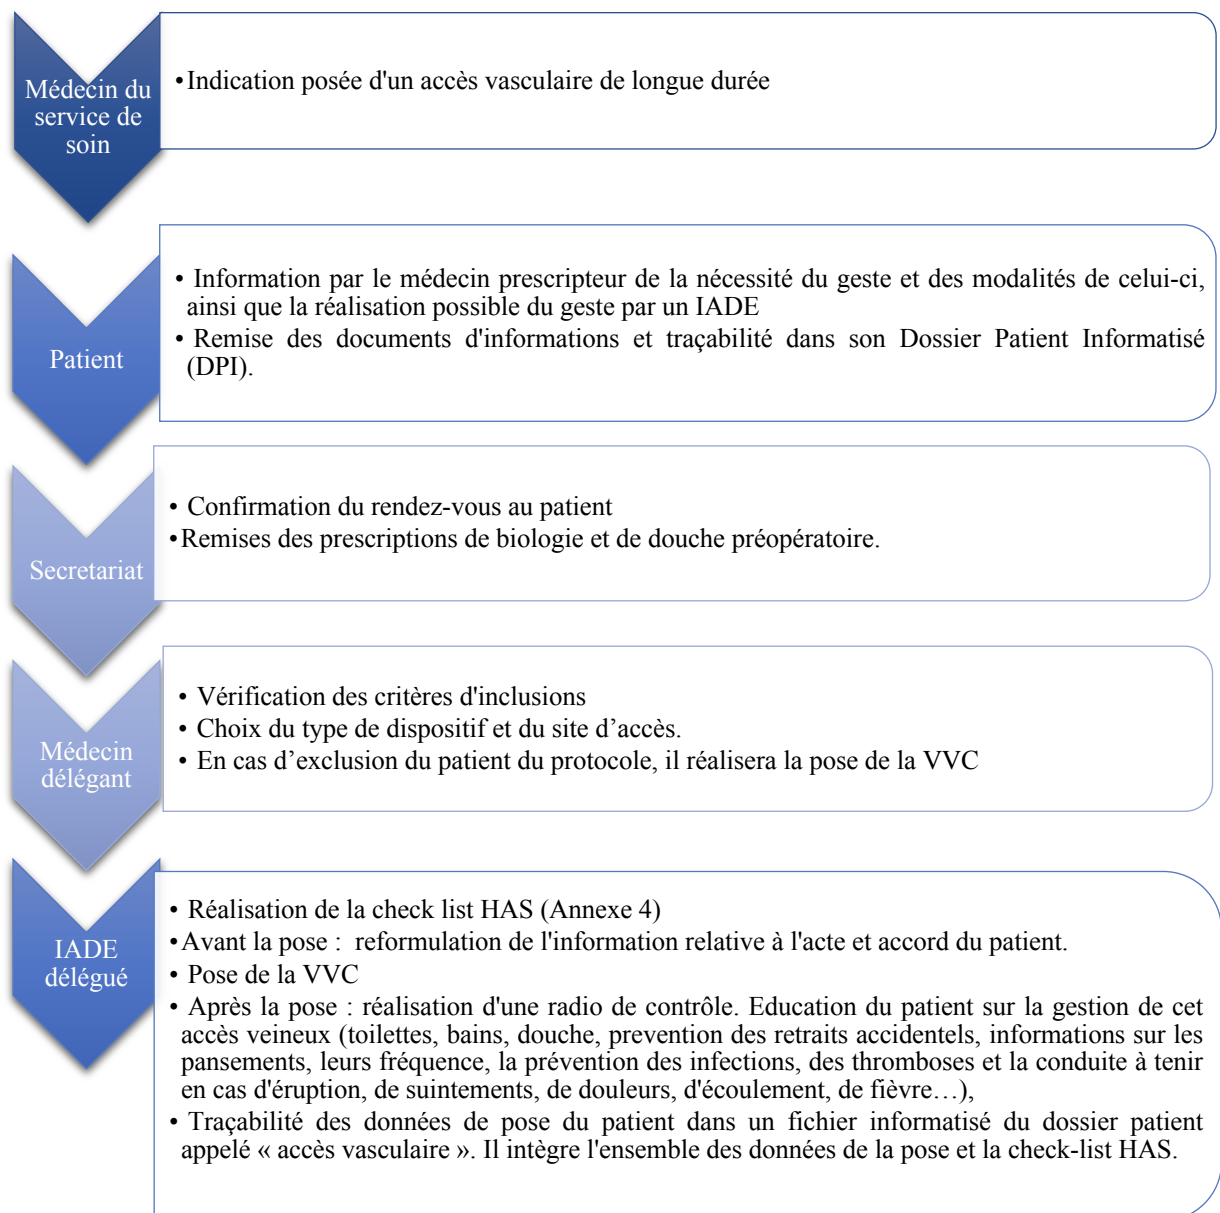 Médecin du
service de
soin
•Indication posée d'un accès vasculaire de longue durée
Patient
• Information par le médecin prescripteur de la nécessité du geste et des modalités de celui-ci,
ainsi que la réalisation possible du geste par un IADE
• Remise des documents d'informations et traçabilité dans son Dossier Patient Informatisé
(DPI).
Secretariat
• Confirmation du rendez-vous au patient
•Remises des prescriptions de biologie et de douche préopératoire.
Médecin
délégant
• Vérification des critères d'inclusions
• Choix du type de dispositif et du site d’accès.
• En cas d’exclusion du patient du protocole, il réalisera la pose de la VVC
IADE
délégué
• Réalisation de la check list HAS (Annexe 4)
•Avant la pose : reformulation de l'information relative à l'acte et accord du patient.
• Pose de la VVC
• Après la pose : réalisation d'une radio de contrôle. Education du patient sur la gestion de cet
accès veineux (toilettes, bains, douche, prevention des retraits accidentels, informations sur les
pansements, leurs fréquence, la prévention des infections, des thromboses et la conduite à tenir
en cas d'éruption, de suintements, de douleurs, d'écoulement, de fièvre…),
• Traçabilité des données de pose du patient dans un fichier informatisé du dossier patient
appelé « accès vasculaire ». Il intègre l'ensemble des données de la pose et la check-list HAS.